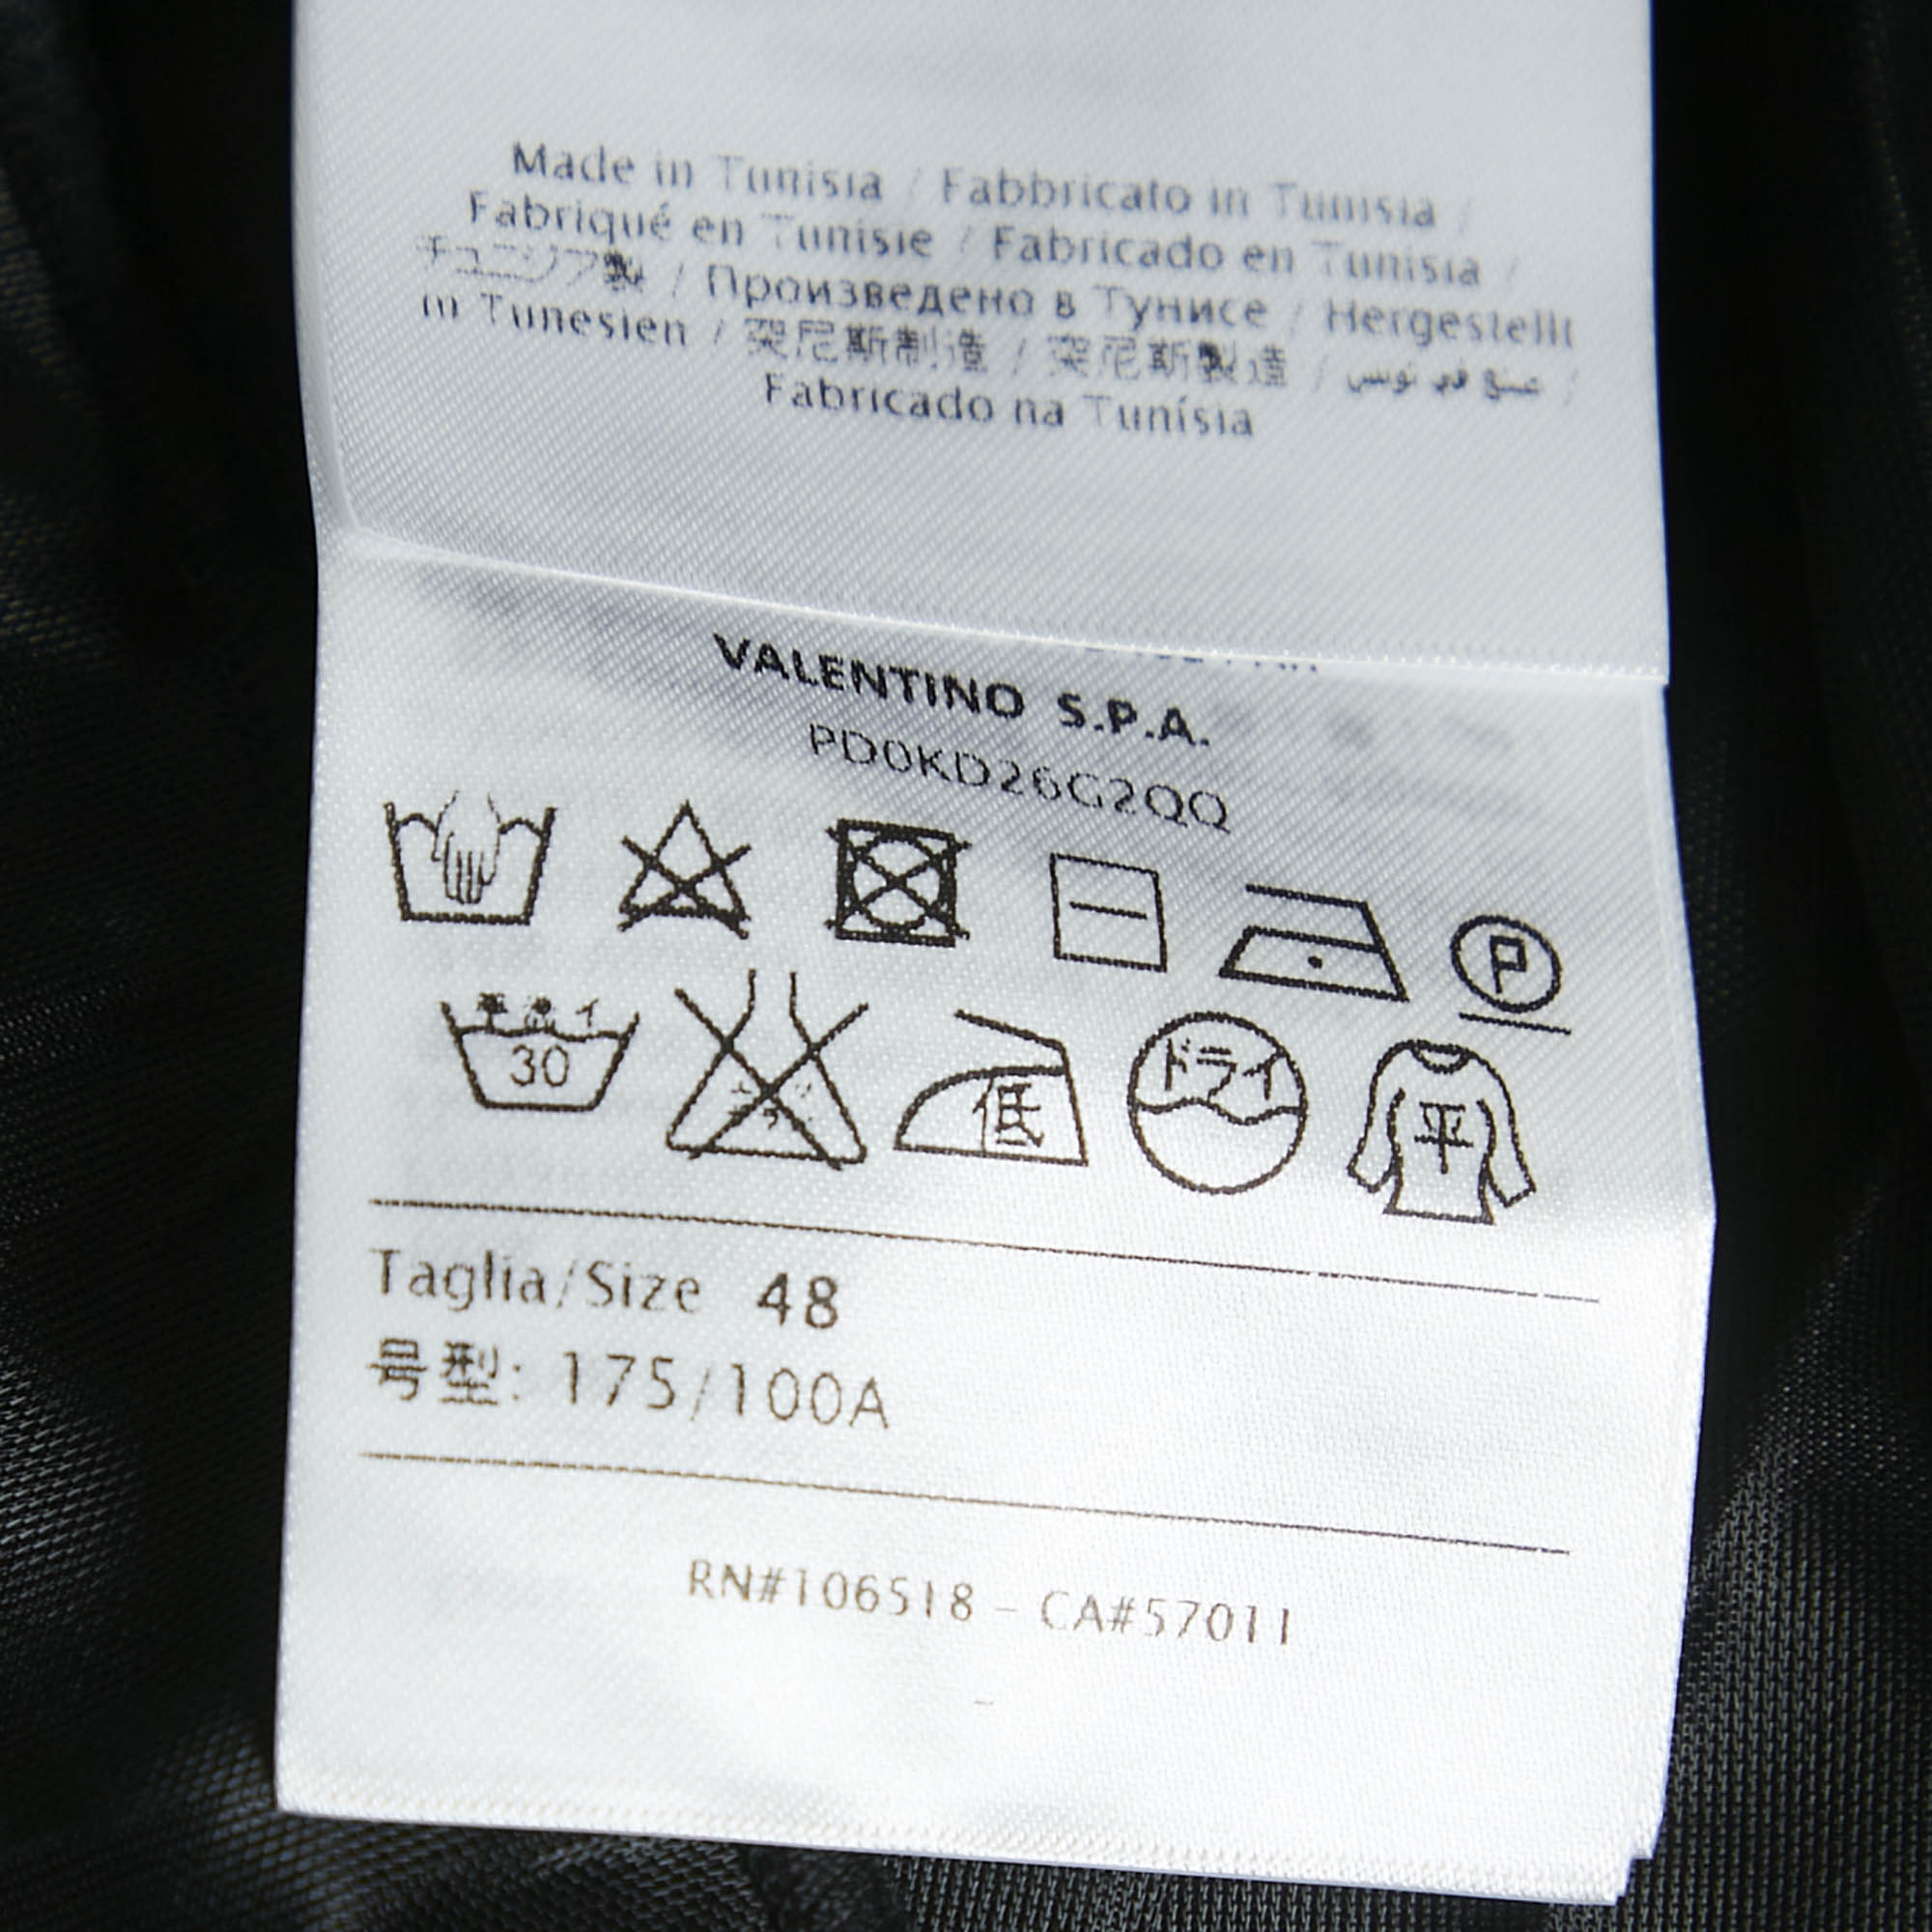 Made in Tunisia / Fabbricato in Tunisia /
Fabriqué en Tunisie / Fabricado en Tunisia /
チュニジア製 / Произведено в Тунисе / Hergestellt
in Tunesien / 突尼斯制造 / 突尼斯製造 / صنع في تونس /
Fabricado na Tunísia
VALENTINO S.P.A.
PD0KD26G2QQ
P
30
低
ドライ
平
Taglia/Size 48
号型: 175/100A
RN#106518 - CA#57011
-